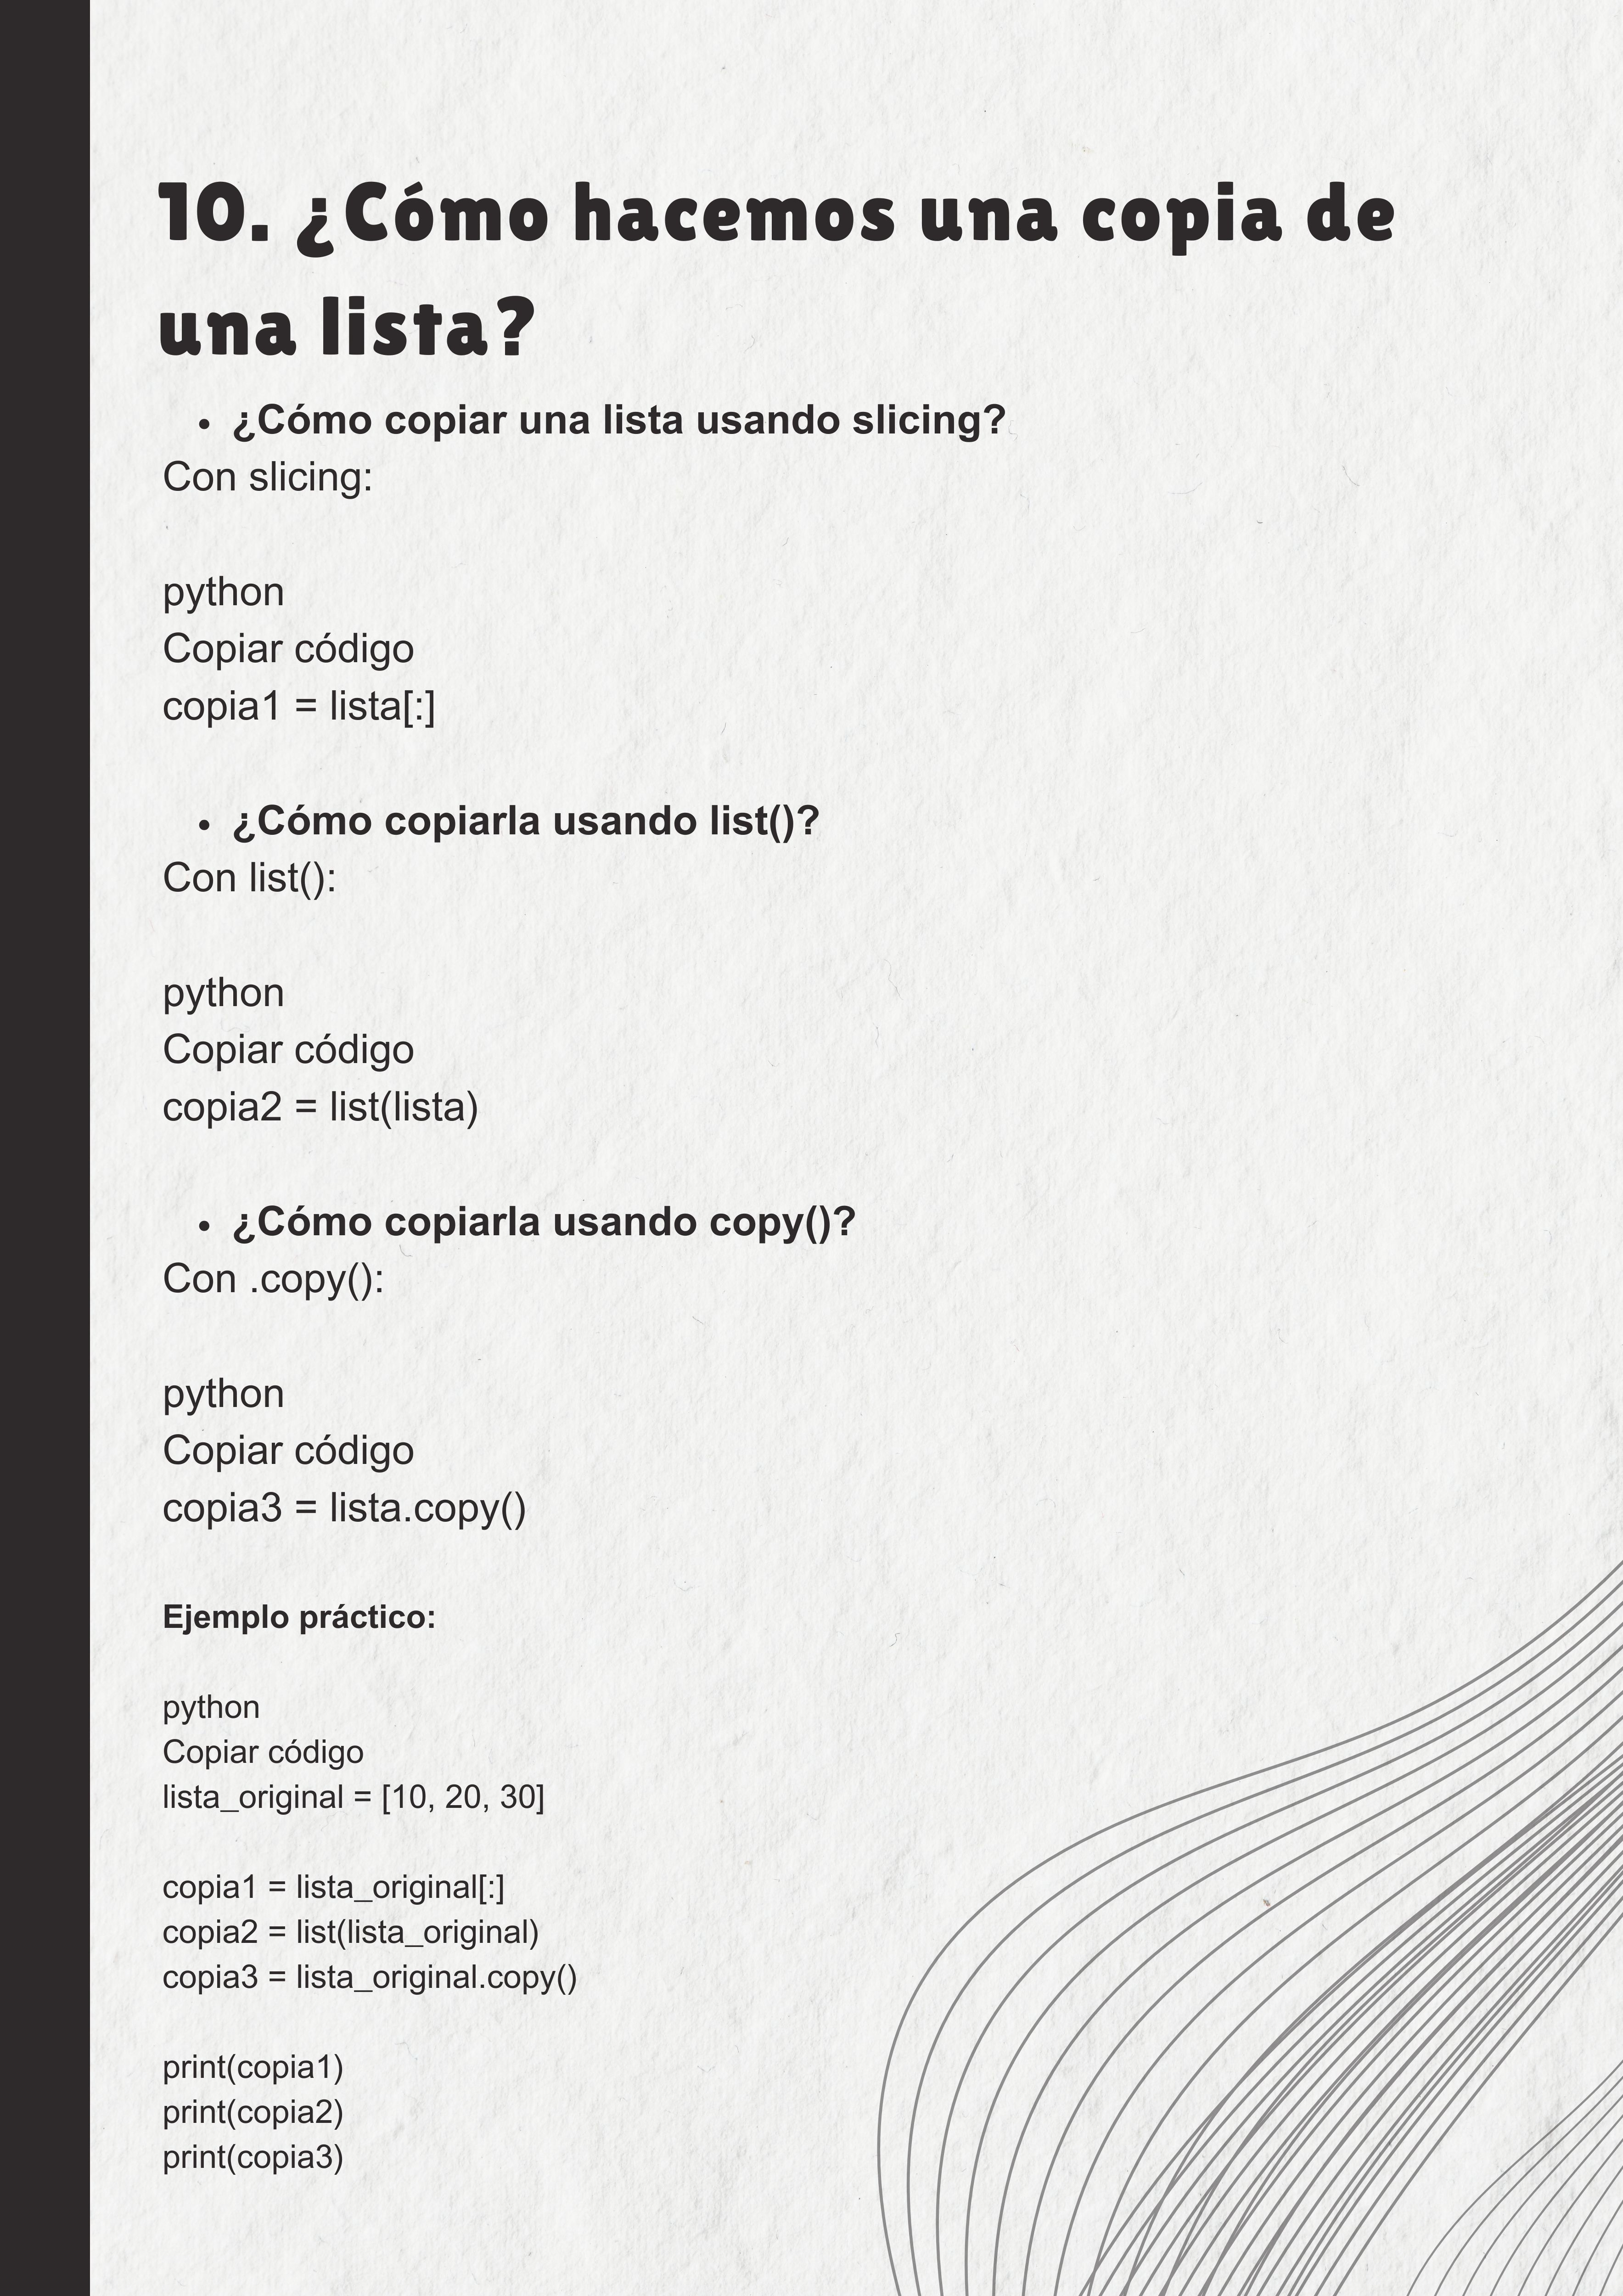 10. ¿Cómo hacemos una copia de
una lista?
• ¿Cómo copiar una lista usando slicing?
Con slicing:
python
Copiar código
copia1 = lista[:]
• ¿Cómo copiarla usando list()?
Con list():
python
Copiar código
copia2 = list(lista)
• ¿Cómo copiarla usando copy()?
Con .copy():
python
Copiar código
copia3 = lista.copy()
Ejemplo práctico:
python
Copiar código
lista_original = [10, 20, 30]
copia1 = lista_original[:]
copia2 = list(lista_original)
copia3 = lista_original.copy()
print(copia1)
print(copia2)
print(copia3)